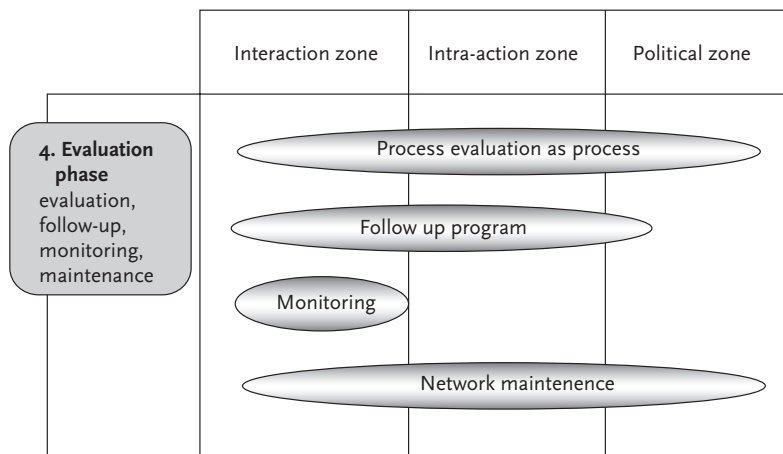 Interaction zone
Intra-action zone
Political zone
4. Evaluation
phase
evaluation,
follow-up,
monitoring,
maintenance
Process evaluation as process
Follow up program
Monitoring
Network maintenence